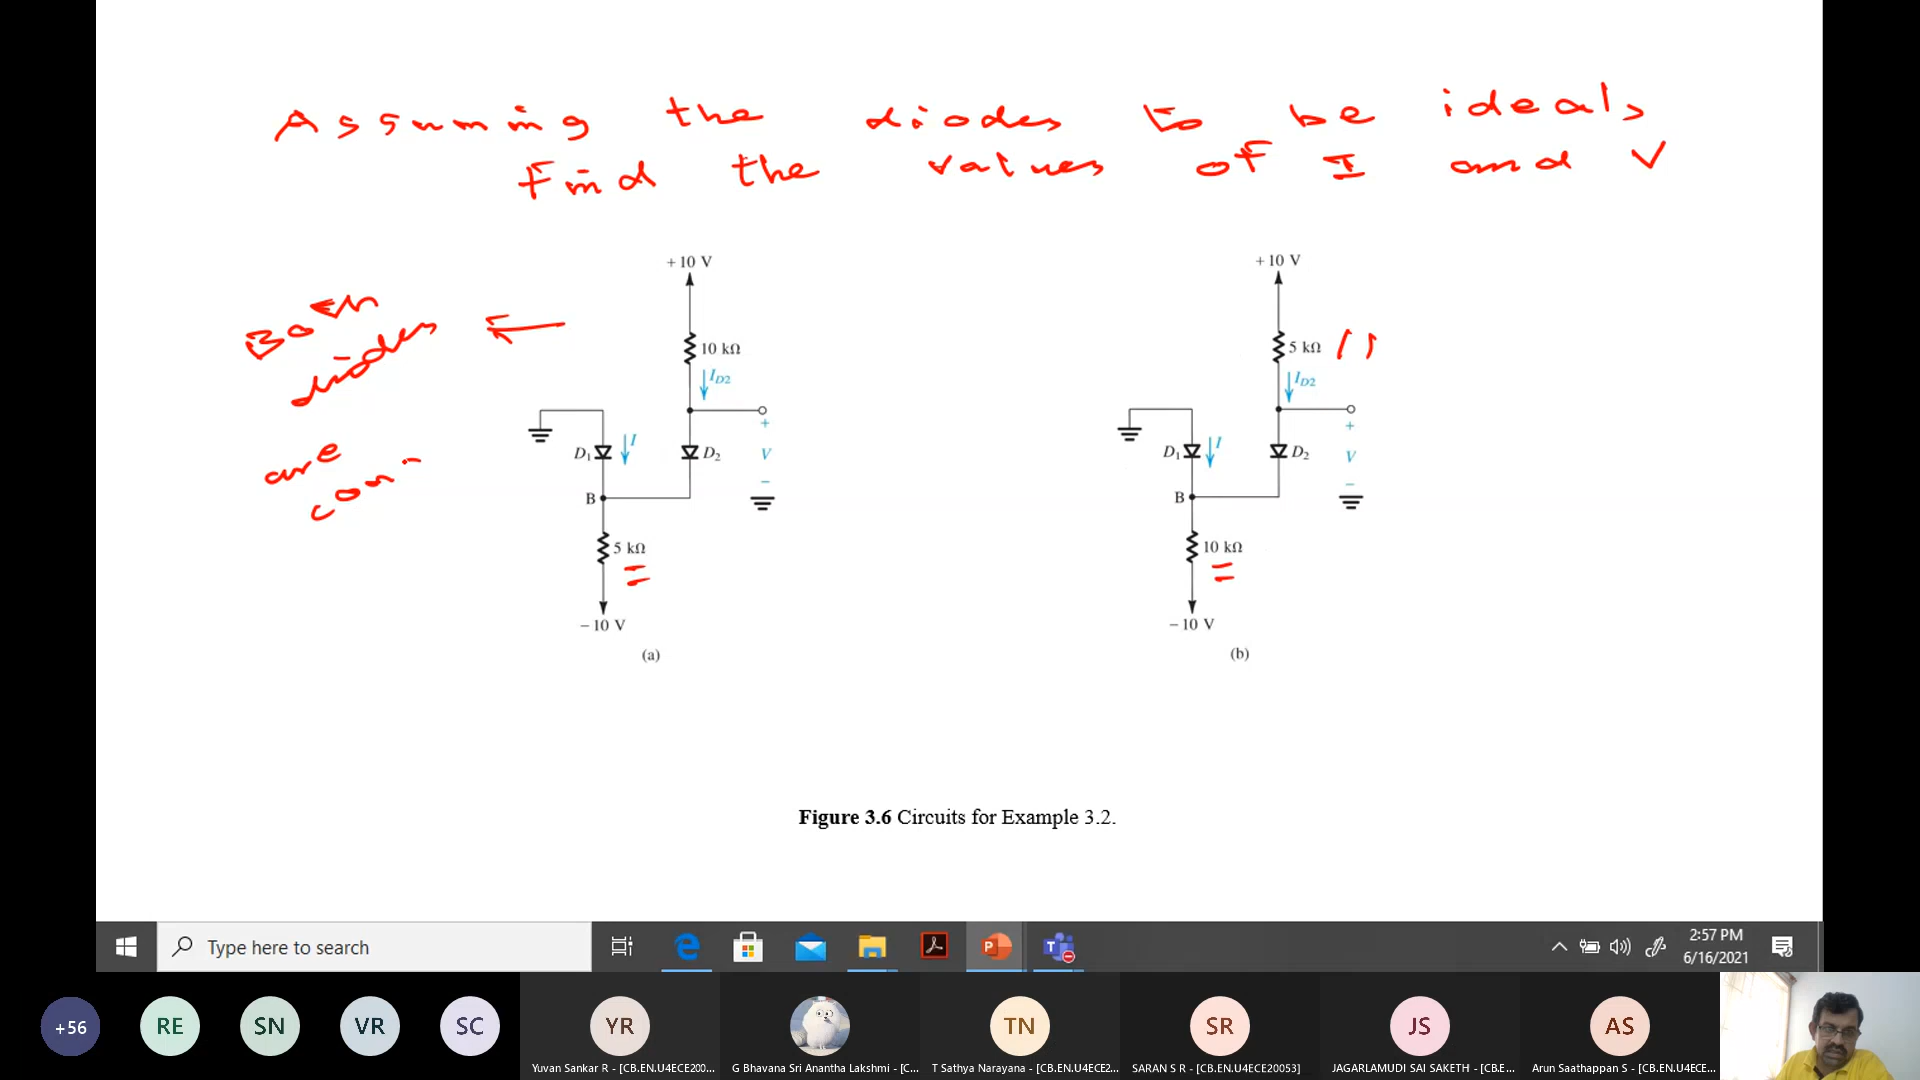 Assuming the diodes to be ideal,
Find the values of I and V
+10 V
10 kΩ
I_D2
D₁
I
D₂
+
V
−
B
5 kΩ
−10 V
(a)
Both
diodes
are
con
+10 V
5 kΩ
I_D2
D₁
I
D₂
+
V
−
B
10 kΩ
−10 V
(b)
Figure 3.6 Circuits for Example 3.2.
Type here to search
2:57 PM
6/16/2021
+56
RE
SN
VR
SC
YR
TN
SR
JS
AS
Yuvan Sankar R - [CB.EN.U4ECE200...
G Bhavana Sri Anantha Lakshmi - [C...
T Sathya Narayana - [CB.EN.U4ECE2...
SARAN S R - [CB.EN.U4ECE20053]
JAGARLAMUDI SAI SAKETH - [CB.E...
Arun Saathappan S - [CB.EN.U4ECE...